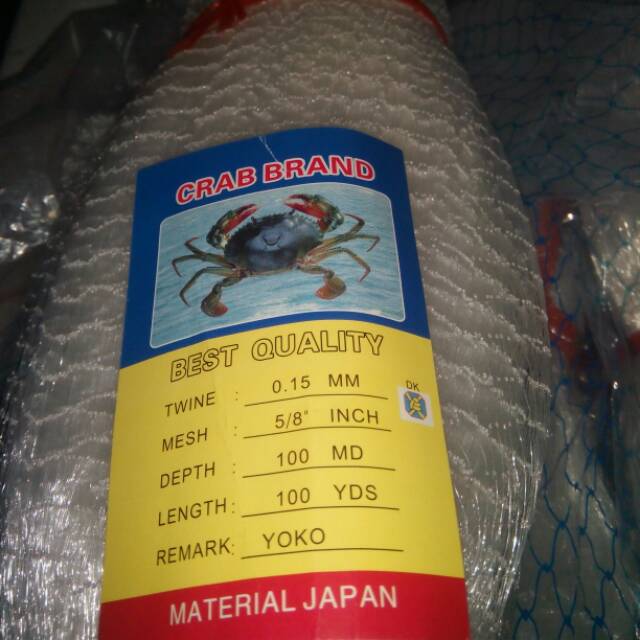 CRAB BRAND
BEST QUALITY
TWINE : 0.15 MM
DK
MESH : 5/8" INCH
DEPTH : 100 MD
LENGTH : 100 YDS
REMARK: YOKO
MATERIAL JAPAN